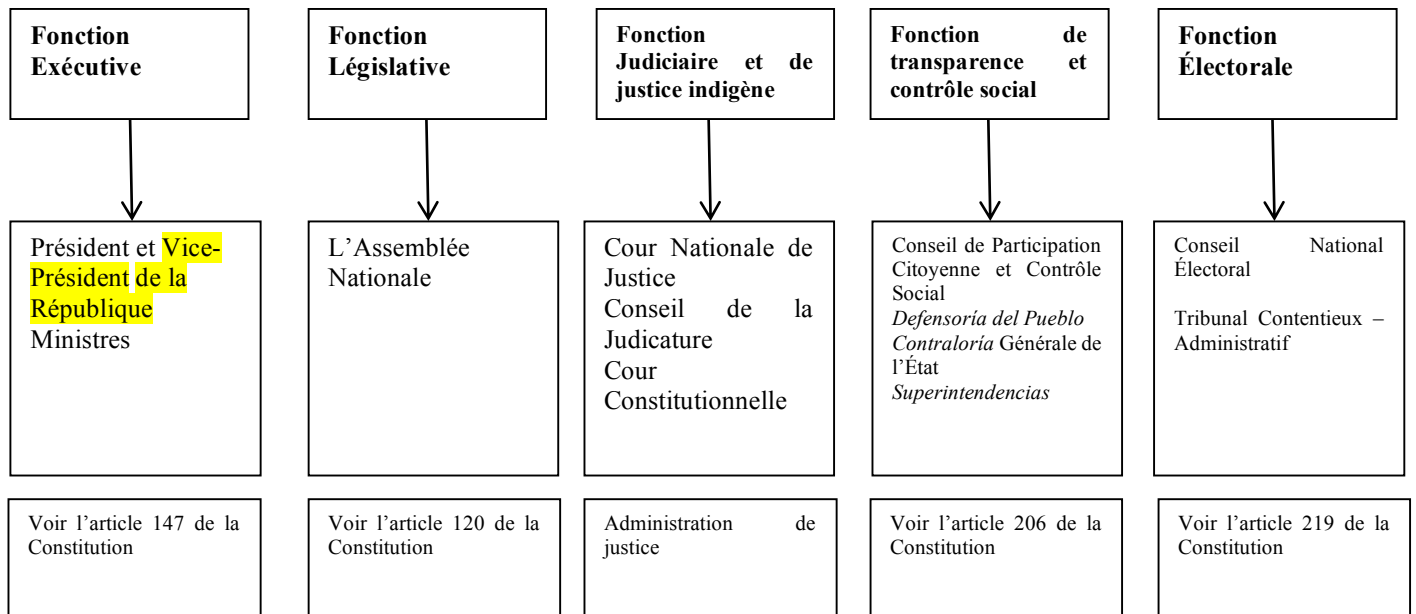 Fonction
Exécutive
Fonction
Législative
Fonction
Judiciaire et de
justice indigène
Fonction de
transparence et
contrôle social
Fonction
Électorale
Président et Vice-
Président de la
République
Ministres
L’Assemblée
Nationale
Cour Nationale de
Justice
Conseil de la
Judicature
Cour
Constitutionnelle
Conseil de Participation
Citoyenne et Contrôle
Social
Defensoría del Pueblo
Contraloría Générale de
l’État
Superintendencias
Conseil National
Électoral
Tribunal Contentieux –
Administratif
Voir l’article 147 de la
Constitution
Voir l’article 120 de la
Constitution
Administration de
justice
Voir l’article 206 de la
Constitution
Voir l’article 219 de la
Constitution